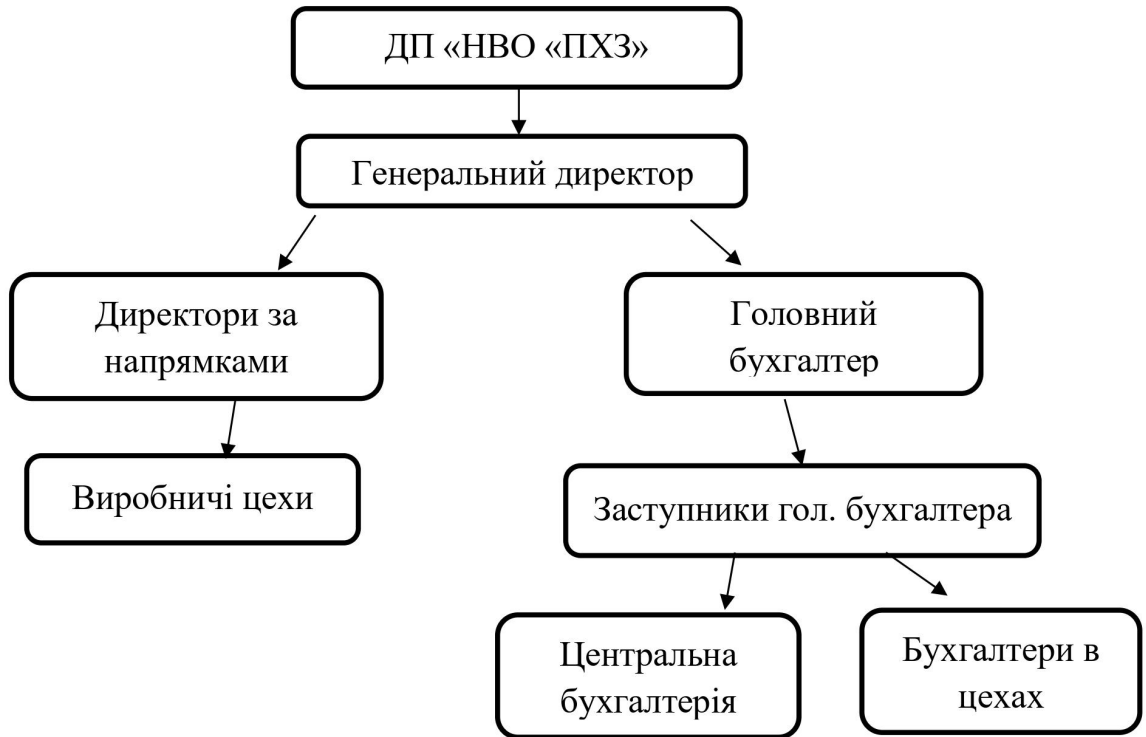 ДП «НВО «ПХЗ»
Генеральний директор
Директори за
напрямками
Головний
бухгалтер
Виробничі цехи
Заступники гол. бухгалтера
Центральна
бухгалтерія
Бухгалтери в
цехах